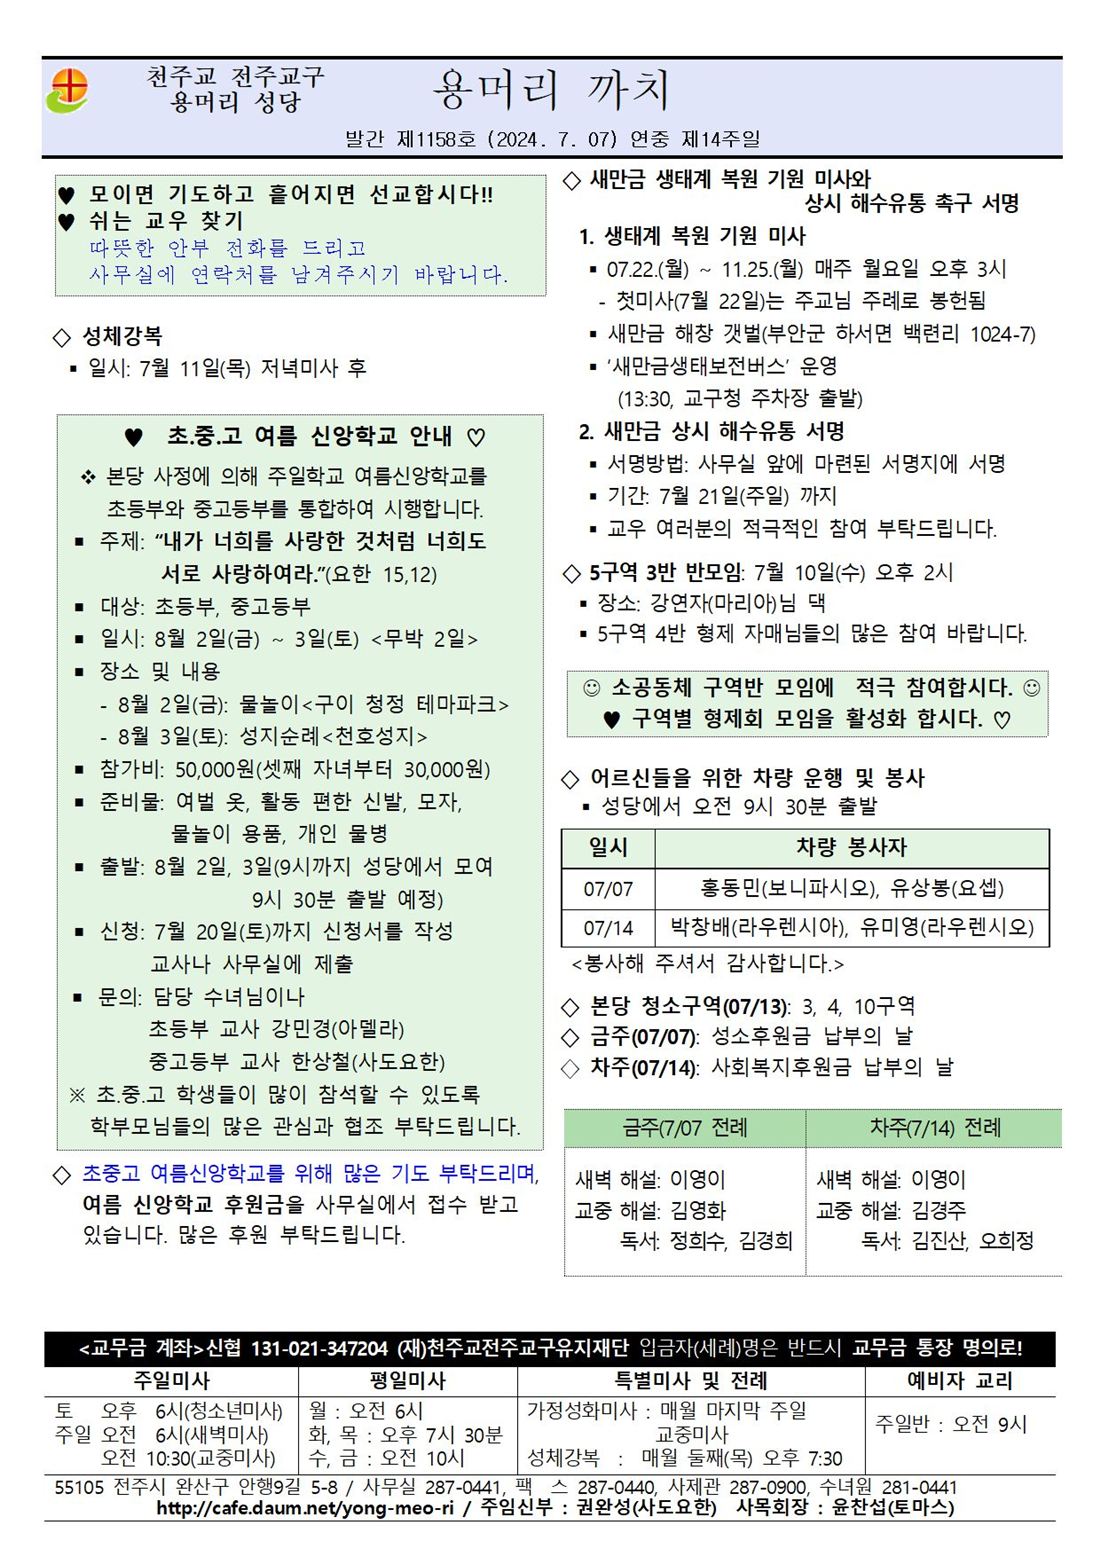 천주교 전주교구
용머리 성당
용머리 까치
발간 제1158호 (2024. 7. 07) 연중 제14주일
♥ 모이면 기도하고 흩어지면 선교합시다!!
♥ 쉬는 교우 찾기
따뜻한 안부 전화를 드리고
사무실에 연락처를 남겨주시기 바랍니다.
◇ 성체강복
▪ 일시: 7월 11일(목) 저녁미사 후
♥ 초.중.고 여름 신앙학교 안내 ♡
❖ 본당 사정에 의해 주일학교 여름신앙학교를
초등부와 중고등부를 통합하여 시행합니다.
▪ 주제: “내가 너희를 사랑한 것처럼 너희도
서로 사랑하여라.”(요한 15,12)
▪ 대상: 초등부, 중고등부
▪ 일시: 8월 2일(금) ~ 3일(토) <무박 2일>
▪ 장소 및 내용
- 8월 2일(금): 물놀이<구이 청정 테마파크>
- 8월 3일(토): 성지순례<천호성지>
▪ 참가비: 50,000원(셋째 자녀부터 30,000원)
▪ 준비물: 여벌 옷, 활동 편한 신발, 모자,
물놀이 용품, 개인 물병
▪ 출발: 8월 2일, 3일(9시까지 성당에서 모여
9시 30분 출발 예정)
▪ 신청: 7월 20일(토)까지 신청서를 작성
교사나 사무실에 제출
▪ 문의: 담당 수녀님이나
초등부 교사 강민경(아델라)
중고등부 교사 한상철(사도요한)
※ 초.중.고 학생들이 많이 참석할 수 있도록
학부모님들의 많은 관심과 협조 부탁드립니다.
◇ 초중고 여름신앙학교를 위해 많은 기도 부탁드리며,
여름 신앙학교 후원금을 사무실에서 접수 받고
있습니다. 많은 후원 부탁드립니다.
◇ 새만금 생태계 복원 기원 미사와
상시 해수유통 촉구 서명
1. 생태계 복원 기원 미사
▪ 07.22.(월) ~ 11.25.(월) 매주 월요일 오후 3시
- 첫미사(7월 22일)는 주교님 주례로 봉헌됨
▪ 새만금 해창 갯벌(부안군 하서면 백련리 1024-7)
▪ ‘새만금생태보전버스’ 운영
(13:30, 교구청 주차장 출발)
2. 새만금 상시 해수유통 서명
▪ 서명방법: 사무실 앞에 마련된 서명지에 서명
▪ 기간: 7월 21일(주일) 까지
▪ 교우 여러분의 적극적인 참여 부탁드립니다.
◇ 5구역 3반 반모임: 7월 10일(수) 오후 2시
▪ 장소: 강연자(마리아)님 댁
▪ 5구역 4반 형제 자매님들의 많은 참여 바랍니다.
☺ 소공동체 구역반 모임에 적극 참여합시다. ☺
♥ 구역별 형제회 모임을 활성화 합시다. ♡
◇ 어르신들을 위한 차량 운행 및 봉사
▪ 성당에서 오전 9시 30분 출발
일시 차량 봉사자
07/07 홍동민(보니파시오), 유상봉(요셉)
07/14 박창배(라우렌시아), 유미영(라우렌시오)
<봉사해 주셔서 감사합니다.>
◇ 본당 청소구역(07/13): 3, 4, 10구역
◇ 금주(07/07): 성소후원금 납부의 날
◇ 차주(07/14): 사회복지후원금 납부의 날
금주(7/07 전례 차주(7/14) 전례
새벽 해설: 이영이 새벽 해설: 이영이
교중 해설: 김영화 교중 해설: 김경주
독서: 정희수, 김경희 독서: 김진산, 오희정
<교무금 계좌>신협 131-021-347204 (재)천주교전주교구유지재단 입금자(세례)명은 반드시 교무금 통장 명의로!
주일미사 평일미사 특별미사 및 전례 예비자 교리
토 오후 6시(청소년미사) 월 : 오전 6시 가정성화미사 : 매월 마지막 주일 주일반 : 오전 9시
주일 오전 6시(새벽미사) 화, 목 : 오후 7시 30분 교중미사
오전 10:30(교중미사) 수, 금 : 오전 10시 성체강복 : 매월 둘째(목) 오후 7:30
55105 전주시 완산구 안행9길 5-8 / 사무실 287-0441, 팩 스 287-0440, 사제관 287-0900, 수녀원 281-0441
http://cafe.daum.net/yong-meo-ri / 주임신부 : 권완성(사도요한) 사목회장 : 윤찬섭(토마스)